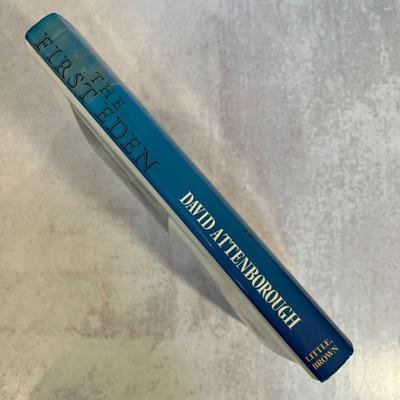 THE
FIRST EDEN
DAVID ATTENBOROUGH
LITTLE,
BROWN